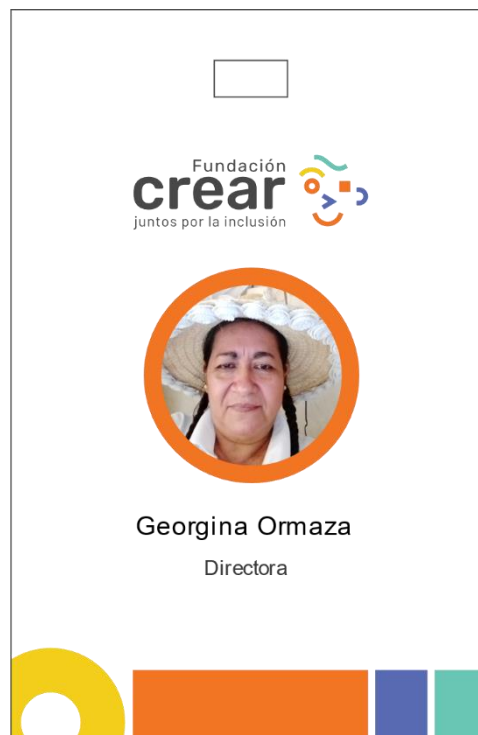 Fundación
crear
juntos por la inclusión
Georgina Ormaza
Directora